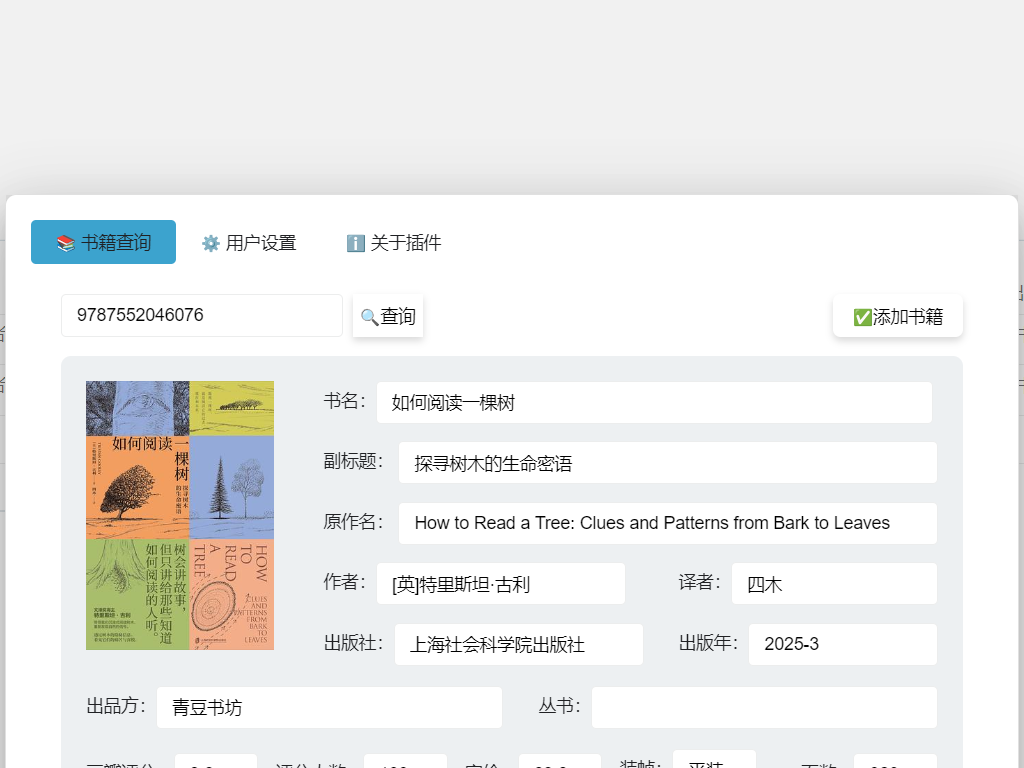 📚 书籍查询 ⚙️ 用户设置 ℹ️ 关于插件
9787552046076 🔍查询 ✅添加书籍
如何阅读一棵树
探寻树木的生命密语
树会讲故事，
但只讲给那些知道
如何阅读的人听。
HOW
TO
READ
A
TREE
CLUES
AND
PATTERNS
FROM
BARK
TO
LEAVES
书名： 如何阅读一棵树
副标题： 探寻树木的生命密语
原作名： How to Read a Tree: Clues and Patterns from Bark to Leaves
作者： [英]特里斯坦·古利 译者： 四木
出版社： 上海社会科学院出版社 出版年： 2025-3
出品方： 青豆书坊 丛书：